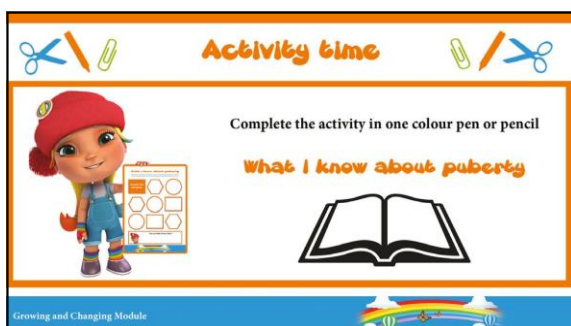 Activity time
Complete the activity in one colour pen or pencil
What I know about puberty
Growing and Changing Module